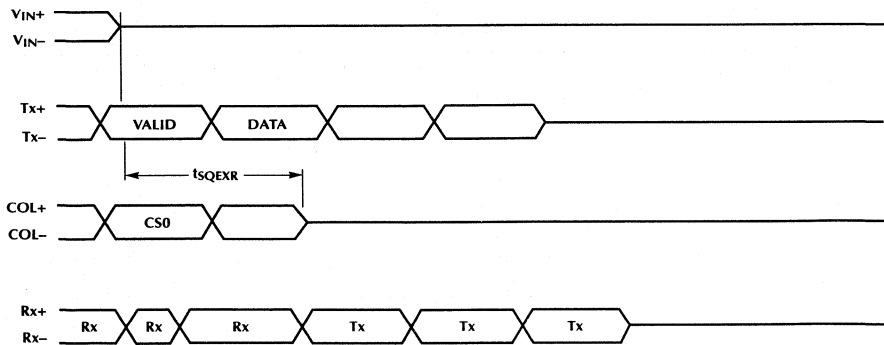 VIN+
VIN–
Tx+
VALID DATA
Tx–
tSQEXR
COL+
CS0
COL–
Rx+
Rx Rx Rx Tx Tx Tx
Rx–